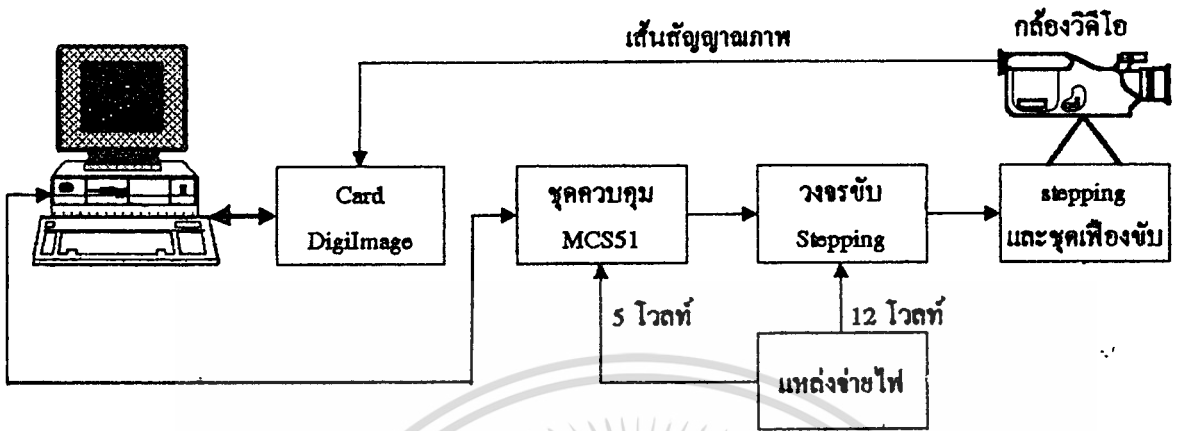 กล้องวิดีโอ
เส้นสัญญาณภาพ
Card
DigiImage
ชุดควบคุม
MCS51
วงจรขับ
Stepping
stepping
และชุดเฟืองขับ
5 โวลท์
12 โวลท์
แหล่งจ่ายไฟ